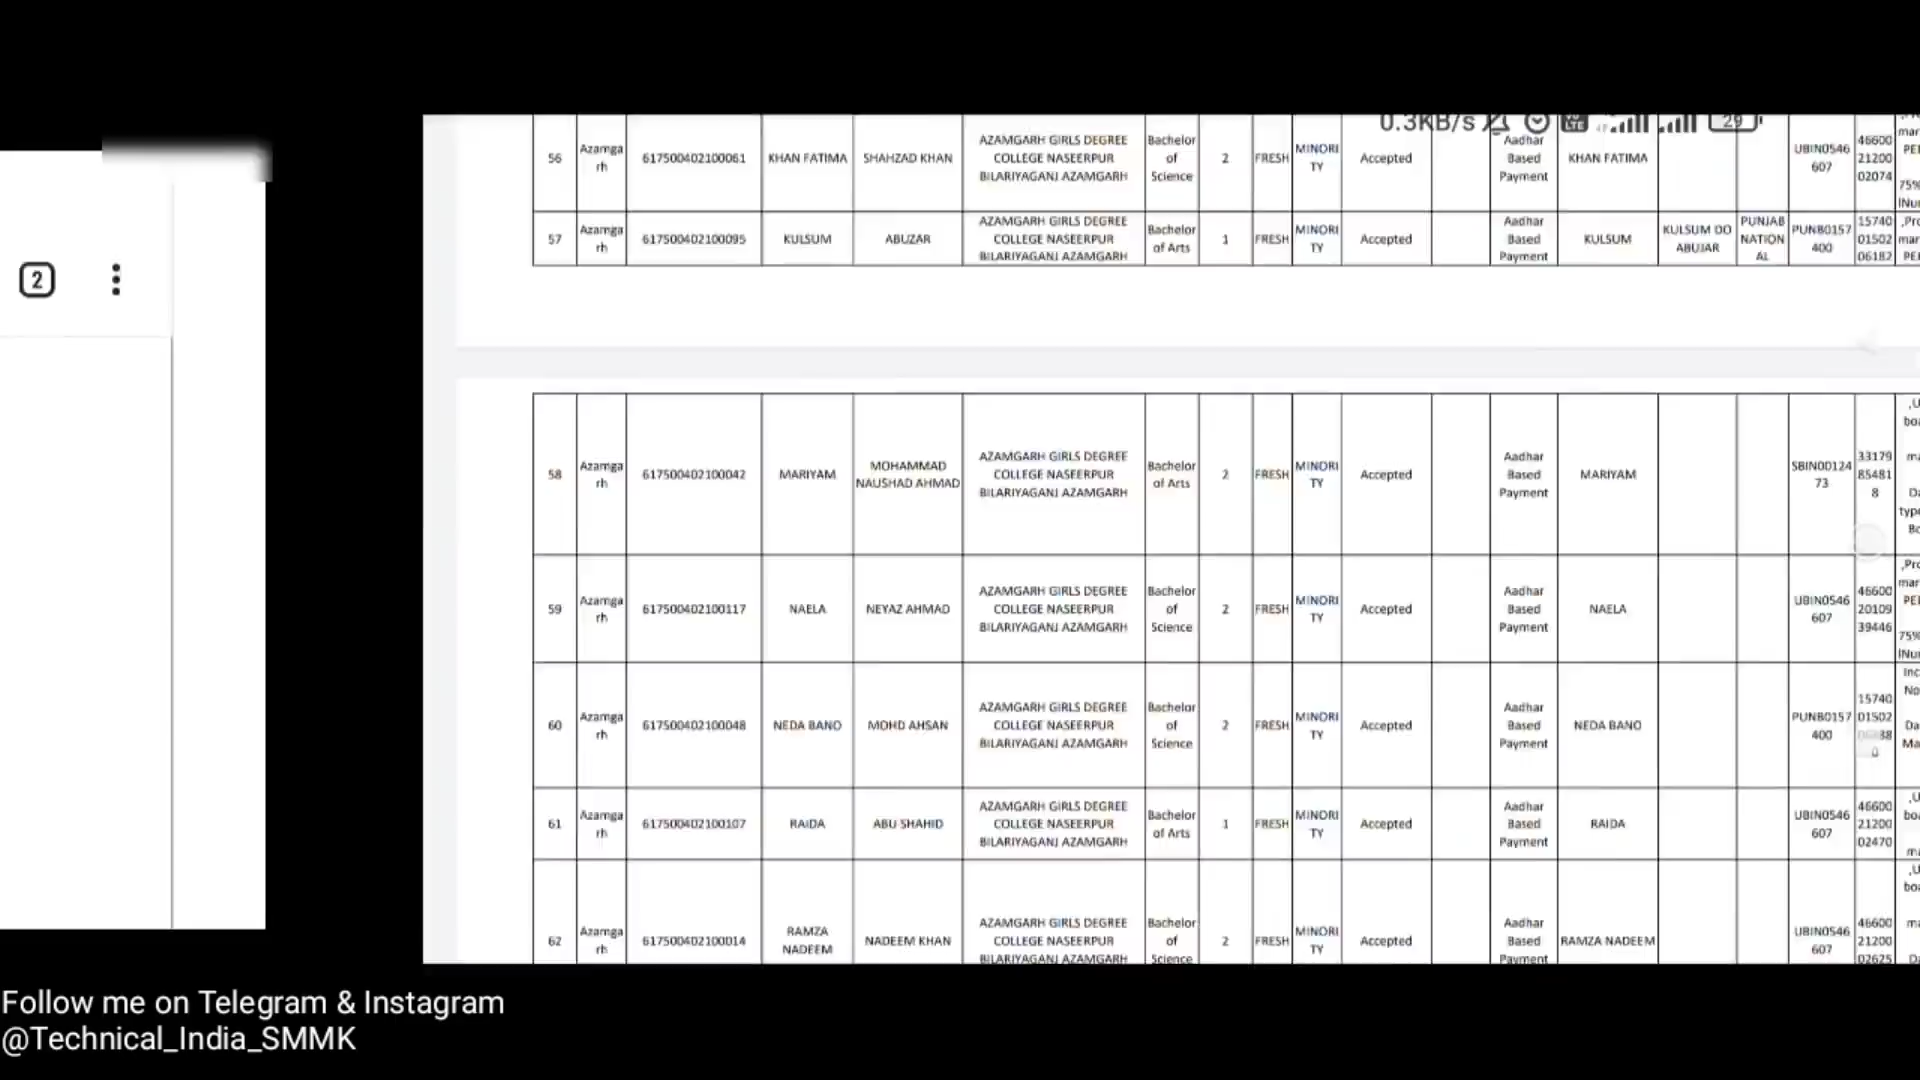 0.3KB/s 29
56 Azamga rh 617500402100061 KHAN FATIMA SHAHZAD KHAN AZAMGARH GIRLS DEGREE COLLEGE NASEERPUR BILARIYAGANJ AZAMGARH Bachelor of Science 2 FRESH MINORI TY Accepted Aadhar Based Payment KHAN FATIMA UBIN0546 607 46600 21200 02074
57 Azamga rh 617500402100095 KULSUM ABUZAR AZAMGARH GIRLS DEGREE COLLEGE NASEERPUR BILARIYAGANJ AZAMGARH Bachelor of Arts 1 FRESH MINORI TY Accepted Aadhar Based Payment KULSUM KULSUM DO ABUJAR PUNJAB NATION AL PUNB0157 400 15740 01502 06182
2
58 Azamga rh 617500402100042 MARIYAM MOHAMMAD NAUSHAD AHMAD AZAMGARH GIRLS DEGREE COLLEGE NASEERPUR BILARIYAGANJ AZAMGARH Bachelor of Arts 2 FRESH MINORI TY Accepted Aadhar Based Payment MARIYAM SBIN00124 73 33179 85481 8
59 Azamga rh 617500402100117 NAELA NEYAZ AHMAD AZAMGARH GIRLS DEGREE COLLEGE NASEERPUR BILARIYAGANJ AZAMGARH Bachelor of Science 2 FRESH MINORI TY Accepted Aadhar Based Payment NAELA UBIN0546 607 46600 20109 39446
60 Azamga rh 617500402100048 NEDA BANO MOHD AHSAN AZAMGARH GIRLS DEGREE COLLEGE NASEERPUR BILARIYAGANJ AZAMGARH Bachelor of Science 2 FRESH MINORI TY Accepted Aadhar Based Payment NEDA BANO PUNB0157 400 15740 01502
61 Azamga rh 617500402100107 RAIDA ABU SHAHID AZAMGARH GIRLS DEGREE COLLEGE NASEERPUR BILARIYAGANJ AZAMGARH Bachelor of Arts 1 FRESH MINORI TY Accepted Aadhar Based Payment RAIDA UBIN0546 607 46600 21200 02470
62 Azamga rh 617500402100014 RAMZA NADEEM NADEEM KHAN AZAMGARH GIRLS DEGREE COLLEGE NASEERPUR BILARIYAGANJ AZAMGARH Bachelor of Science 2 FRESH MINORI TY Accepted Aadhar Based Payment RAMZA NADEEM UBIN0546 607 46600 21200 02625
Follow me on Telegram & Instagram
@Technical_India_SMMK